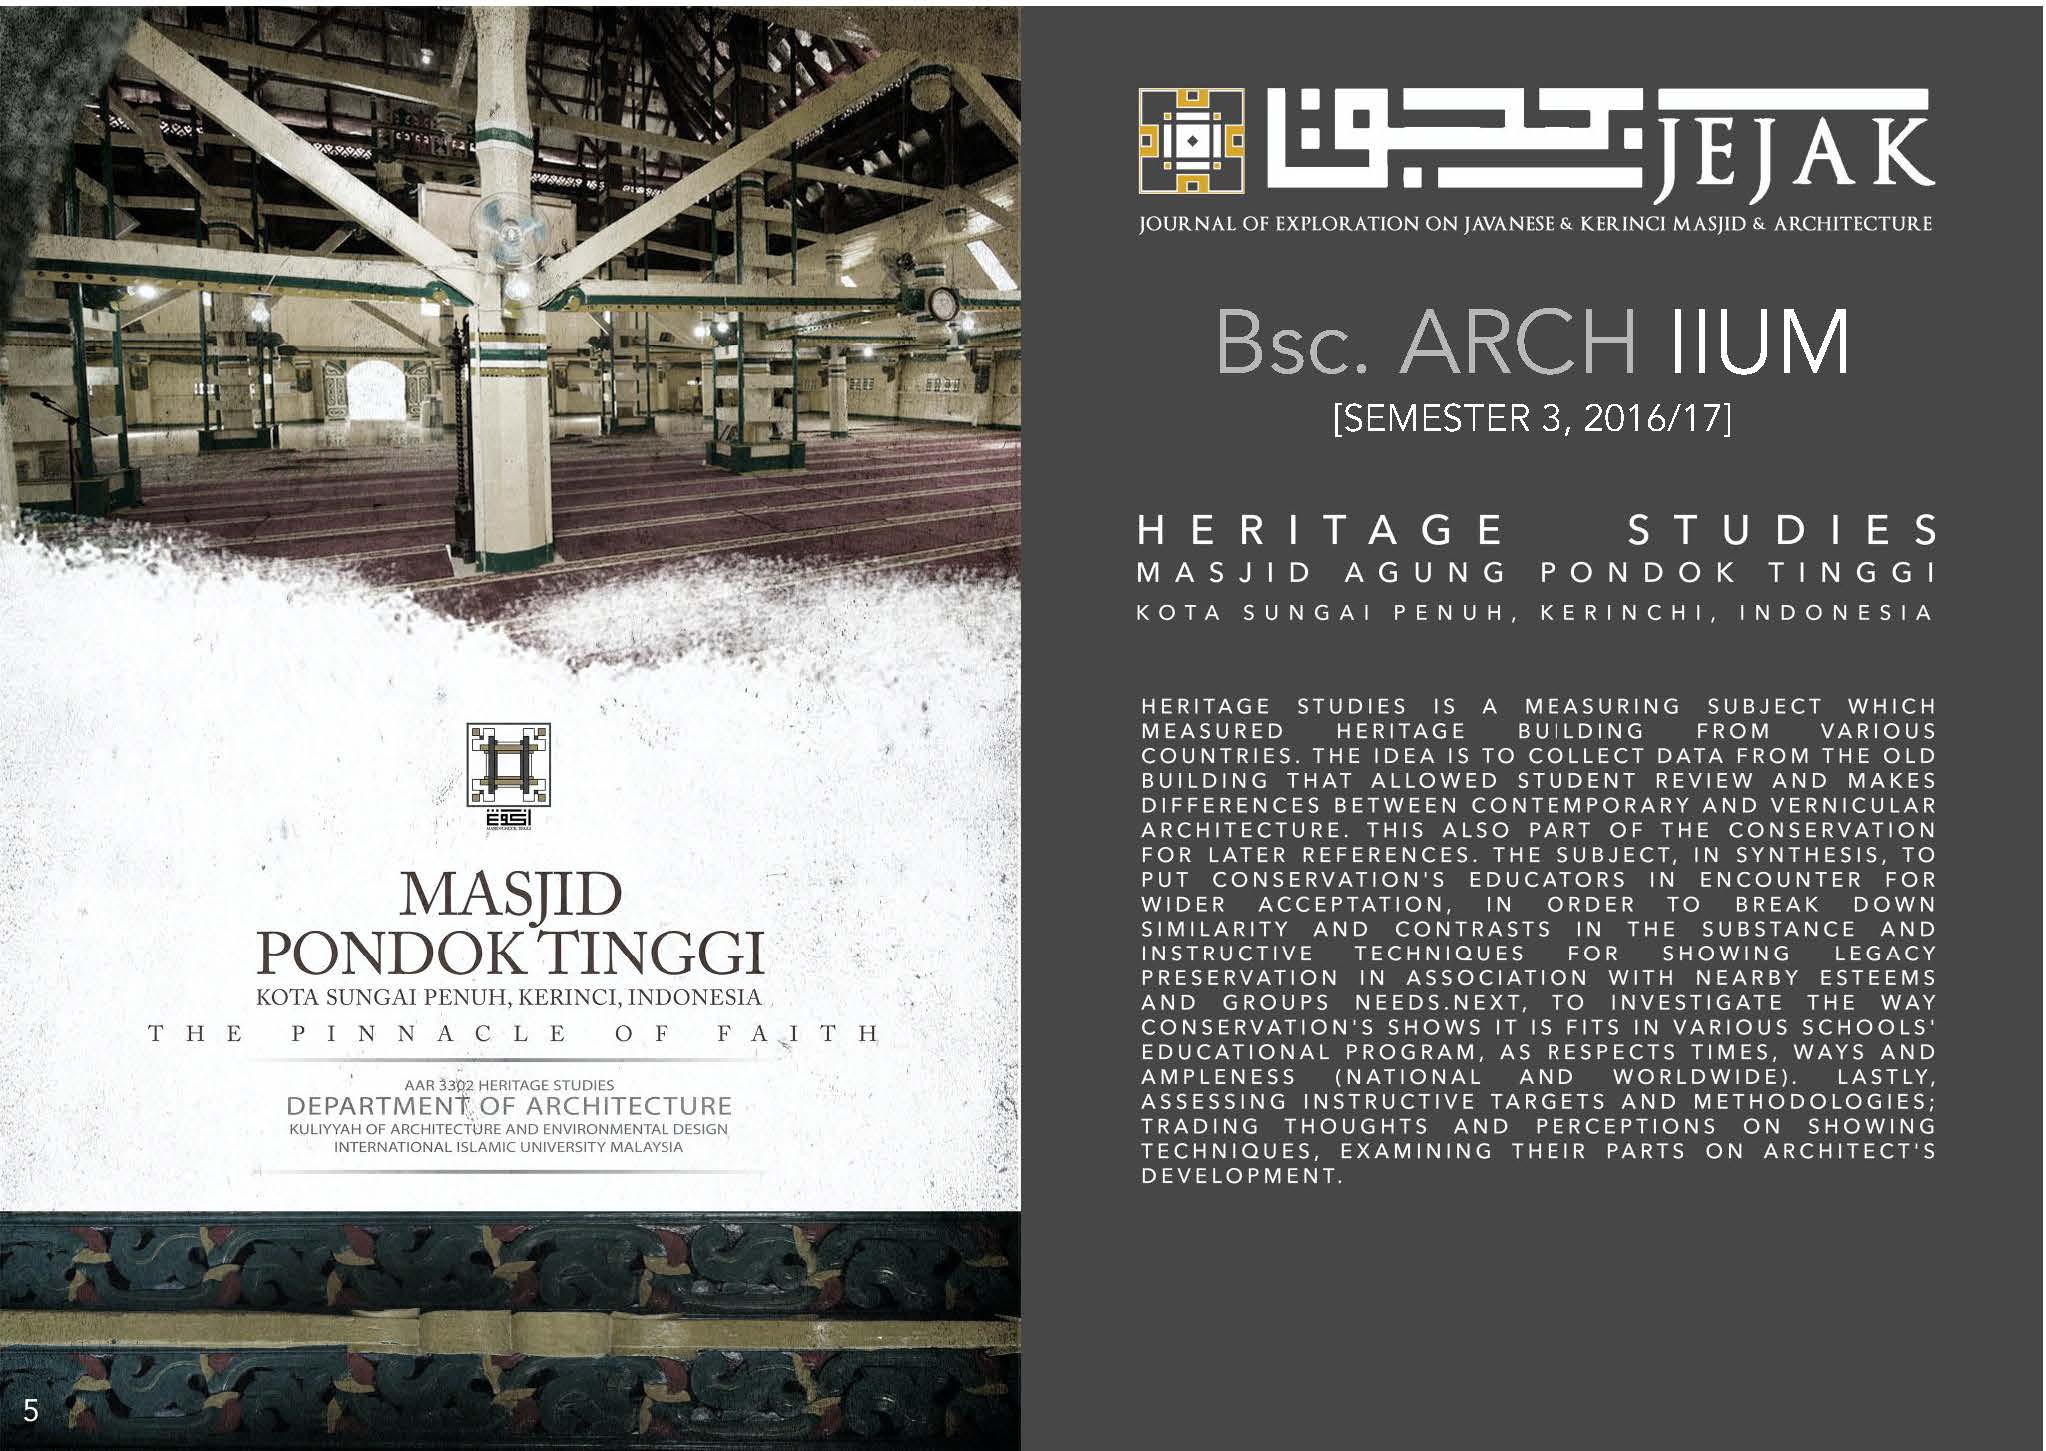 MASJID PONDOK TINGGI
MASJID
PONDOK TINGGI
KOTA SUNGAI PENUH, KERINCI, INDONESIA
THE PINNACLE OF FAITH
AAR 3302 HERITAGE STUDIES
DEPARTMENT OF ARCHITECTURE
KULIYYAH OF ARCHITECTURE AND ENVIRONMENTAL DESIGN
INTERNATIONAL ISLAMIC UNIVERSITY MALAYSIA
5
JEJAK
JOURNAL OF EXPLORATION ON JAVANESE & KERINCI MASJID & ARCHITECTURE
Bsc. ARCH IIUM
[SEMESTER 3, 2016/17]
HERITAGE STUDIES
MASJID AGUNG PONDOK TINGGI
KOTA SUNGAI PENUH, KERINCHI, INDONESIA
HERITAGE STUDIES IS A MEASURING SUBJECT WHICH
MEASURED HERITAGE BUILDING FROM VARIOUS
COUNTRIES. THE IDEA IS TO COLLECT DATA FROM THE OLD
BUILDING THAT ALLOWED STUDENT REVIEW AND MAKES
DIFFERENCES BETWEEN CONTEMPORARY AND VERNICULAR
ARCHITECTURE. THIS ALSO PART OF THE CONSERVATION
FOR LATER REFERENCES. THE SUBJECT, IN SYNTHESIS, TO
PUT CONSERVATION'S EDUCATORS IN ENCOUNTER FOR
WIDER ACCEPTATION, IN ORDER TO BREAK DOWN
SIMILARITY AND CONTRASTS IN THE SUBSTANCE AND
INSTRUCTIVE TECHNIQUES FOR SHOWING LEGACY
PRESERVATION IN ASSOCIATION WITH NEARBY ESTEEMS
AND GROUPS NEEDS.NEXT, TO INVESTIGATE THE WAY
CONSERVATION'S SHOWS IT IS FITS IN VARIOUS SCHOOLS'
EDUCATIONAL PROGRAM, AS RESPECTS TIMES, WAYS AND
AMPLENESS (NATIONAL AND WORLDWIDE). LASTLY,
ASSESSING INSTRUCTIVE TARGETS AND METHODOLOGIES;
TRADING THOUGHTS AND PERCEPTIONS ON SHOWING
TECHNIQUES, EXAMINING THEIR PARTS ON ARCHITECT'S
DEVELOPMENT.